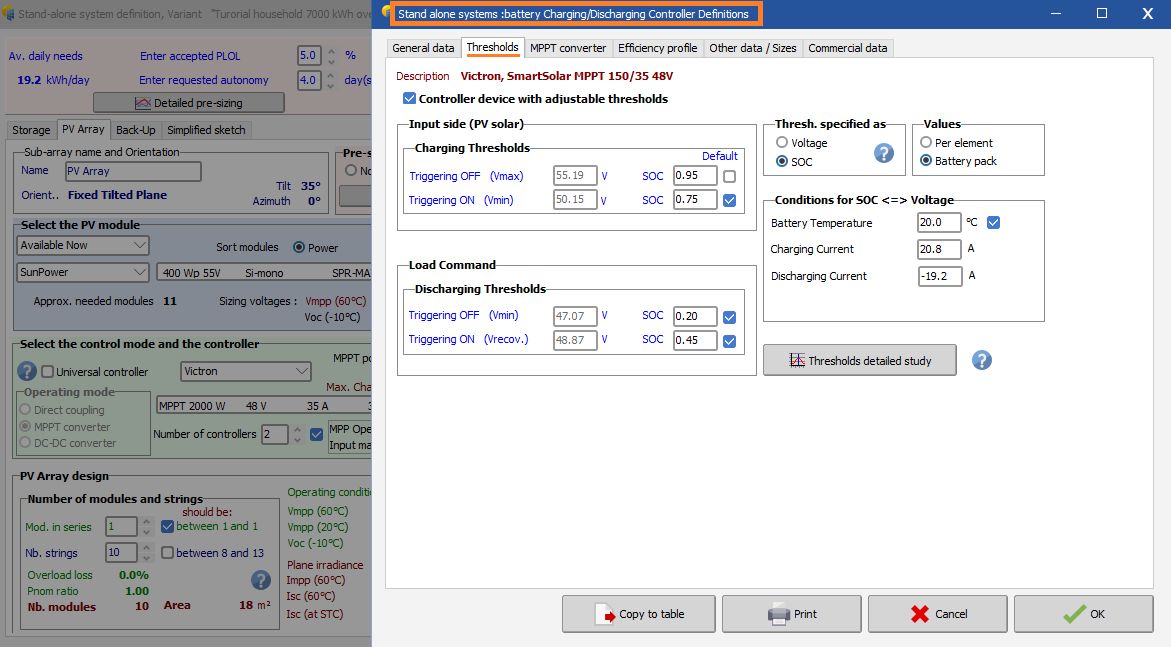 Stand-alone system definition, Variant "Turorial household 7000 kWh ove
Av. daily needs
19.2 kWh/day
Enter accepted PLOL 5.0 %
Enter requested autonomy 4.0 day(s
Detailed pre-sizing
Storage PV Array Back-Up Simplified sketch
Sub-array name and Orientation
Name PV Array
Orient.. Fixed Tilted Plane
Tilt 35°
Azimuth 0°
Pre-s
No
Select the PV module
Available Now Sort modules Power
SunPower 400 Wp 55V Si-mono SPR-MA
Approx. needed modules 11 Sizing voltages : Vmpp (60°C)
Voc (-10°C)
Select the control mode and the controller
Universal controller Victron MPPT po
Max. Cha
Operating mode
Direct coupling
MPPT converter
DC-DC converter
MPPT 2000 W 48 V 35 A 3
Number of controllers 2 MPP Ope
Input ma
PV Array design
Number of modules and strings
should be:
Mod. in series 1 between 1 and 1
Nb. strings 10 between 8 and 13
Overload loss 0.0%
Pnom ratio 1.00
Nb. modules 10 Area 18 m²
Operating conditio
Vmpp (60°C)
Vmpp (20°C)
Voc (-10°C)
Plane irradiance
Impp (60°C)
Isc (60°C)
Isc (at STC)
Stand alone systems :battery Charging/Discharging Controller Definitions
General data Thresholds MPPT converter Efficiency profile Other data / Sizes Commercial data
Description Victron, SmartSolar MPPT 150/35 48V
Controller device with adjustable thresholds
Input side (PV solar)
Charging Thresholds
Default
Triggering OFF (Vmax) 55.19 V SOC 0.95
Triggering ON (Vmin) 50.15 V SOC 0.75
Load Command
Discharging Thresholds
Triggering OFF (Vmin) 47.07 V SOC 0.20
Triggering ON (Vrecov.) 48.87 V SOC 0.45
Thresh. specified as
Voltage
SOC
?
Values
Per element
Battery pack
Conditions for SOC <=> Voltage
Battery Temperature 20.0 °C
Charging Current 20.8 A
Discharging Current -19.2 A
Thresholds detailed study ?
Copy to table Print Cancel OK